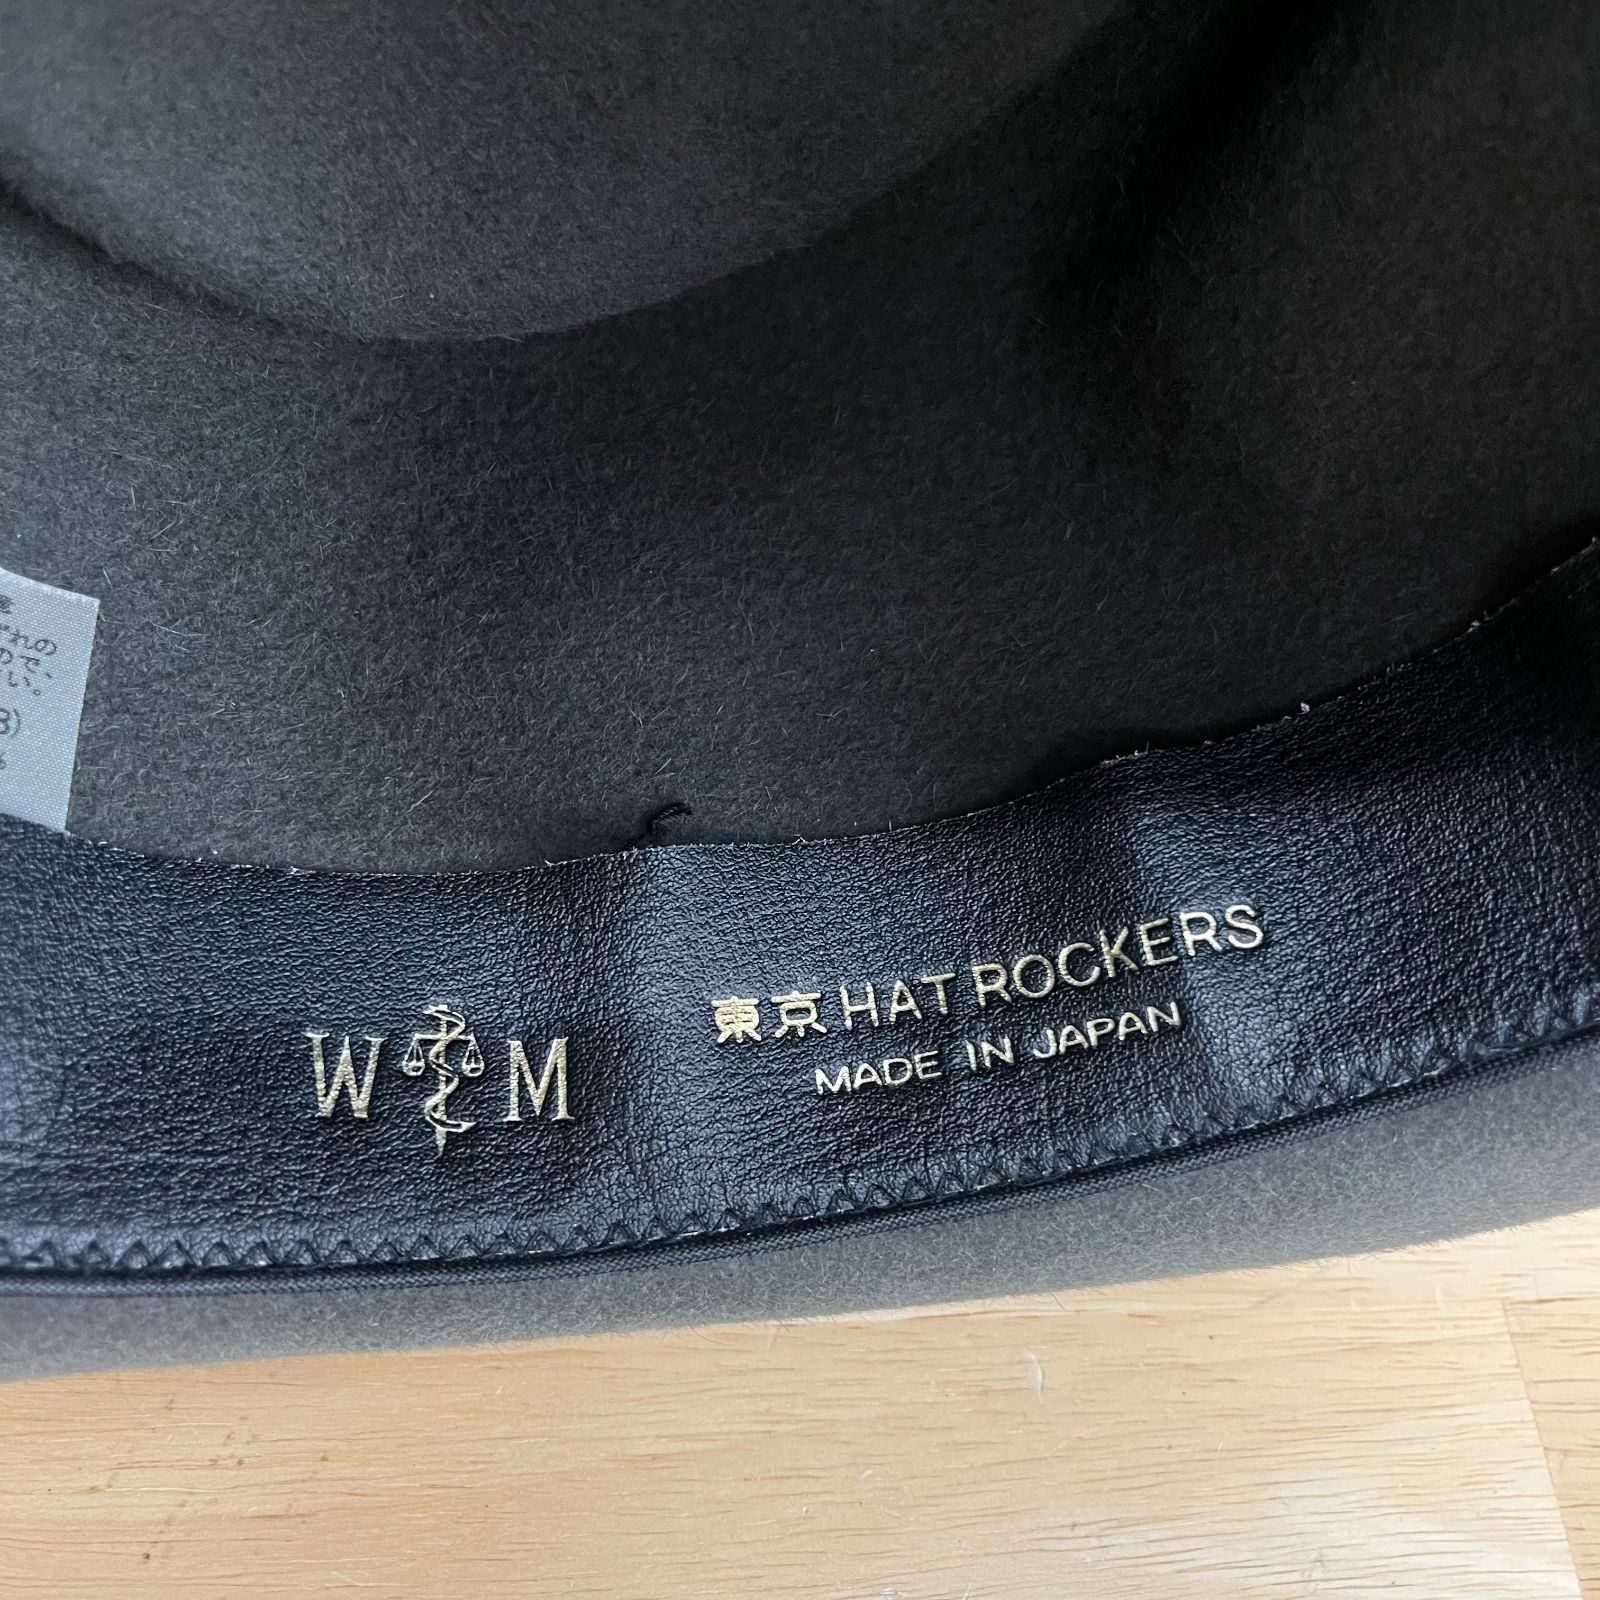 W M
東京 HAT ROCKERS
MADE IN JAPAN